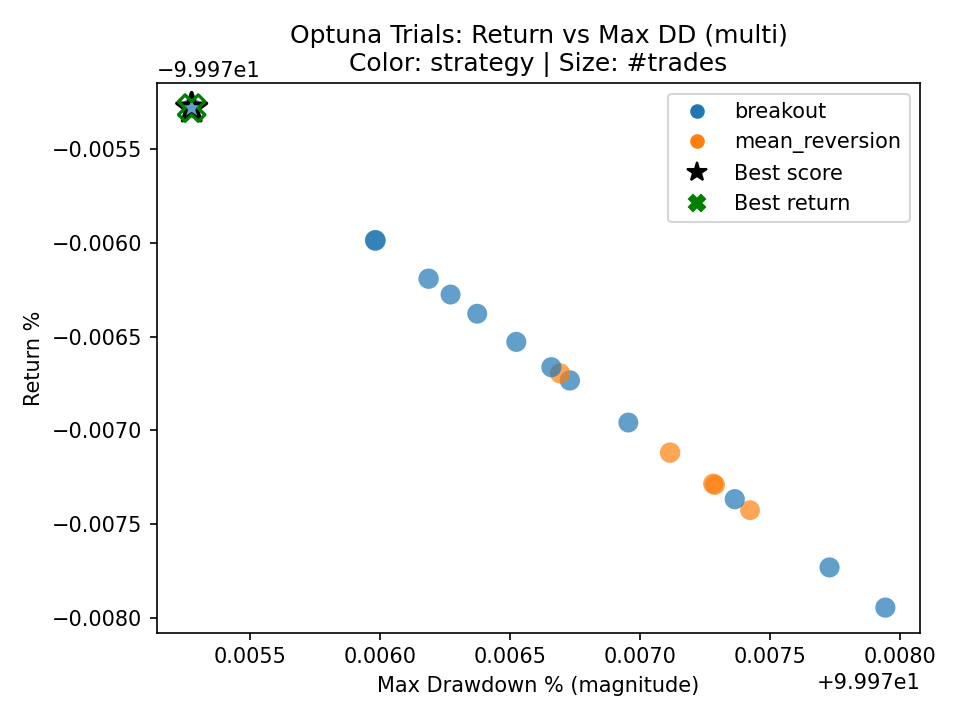 Optuna Trials: Return vs Max DD (multi)
Color: strategy | Size: #trades
−9.997e1
breakout
mean_reversion
Best score
Best return
−0.0055
−0.0060
−0.0065
−0.0070
−0.0075
−0.0080
Return %
0.0055 0.0060 0.0065 0.0070 0.0075 0.0080
Max Drawdown % (magnitude)
+9.997e1